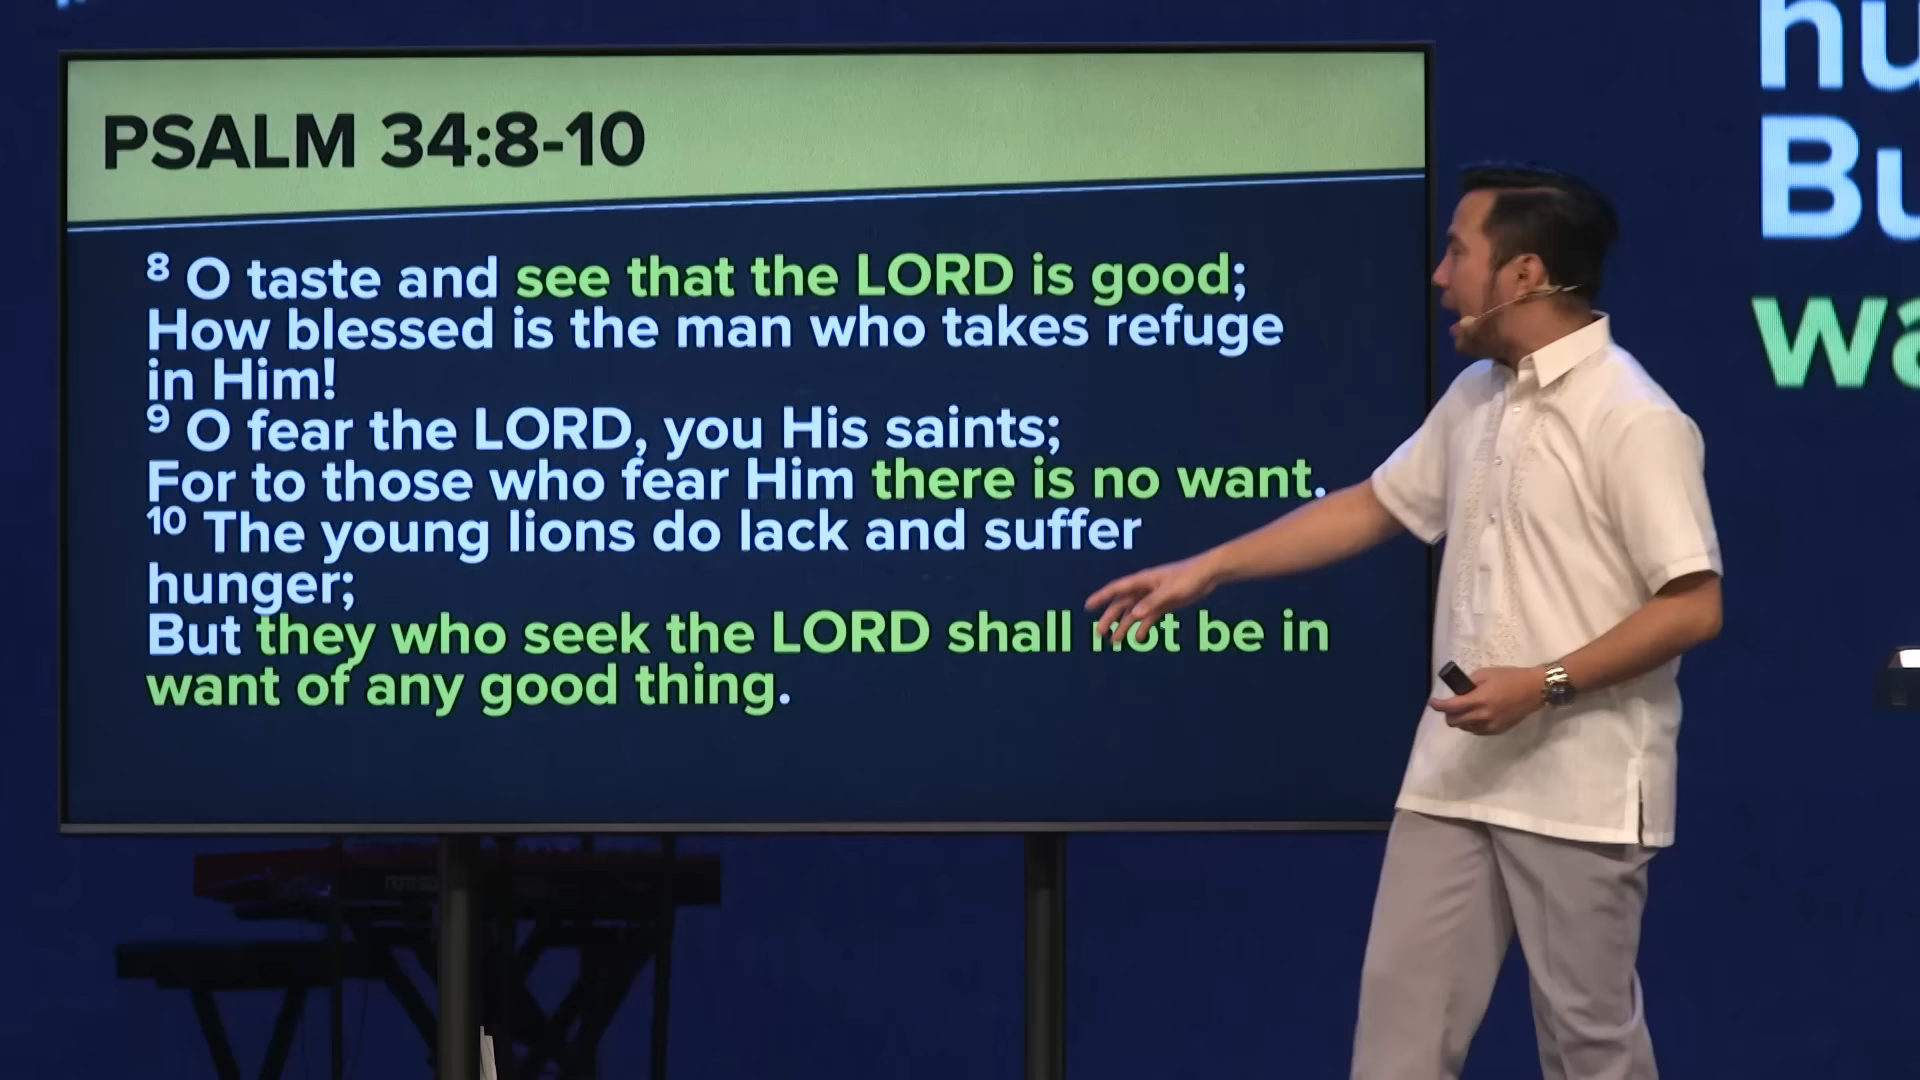 PSALM 34:8-10
8 O taste and see that the LORD is good;
How blessed is the man who takes refuge
in Him!
9 O fear the LORD, you His saints;
For to those who fear Him there is no want.
10 The young lions do lack and suffer
hunger;
But they who seek the LORD shall not be in
want of any good thing.
hu
Bu
wa